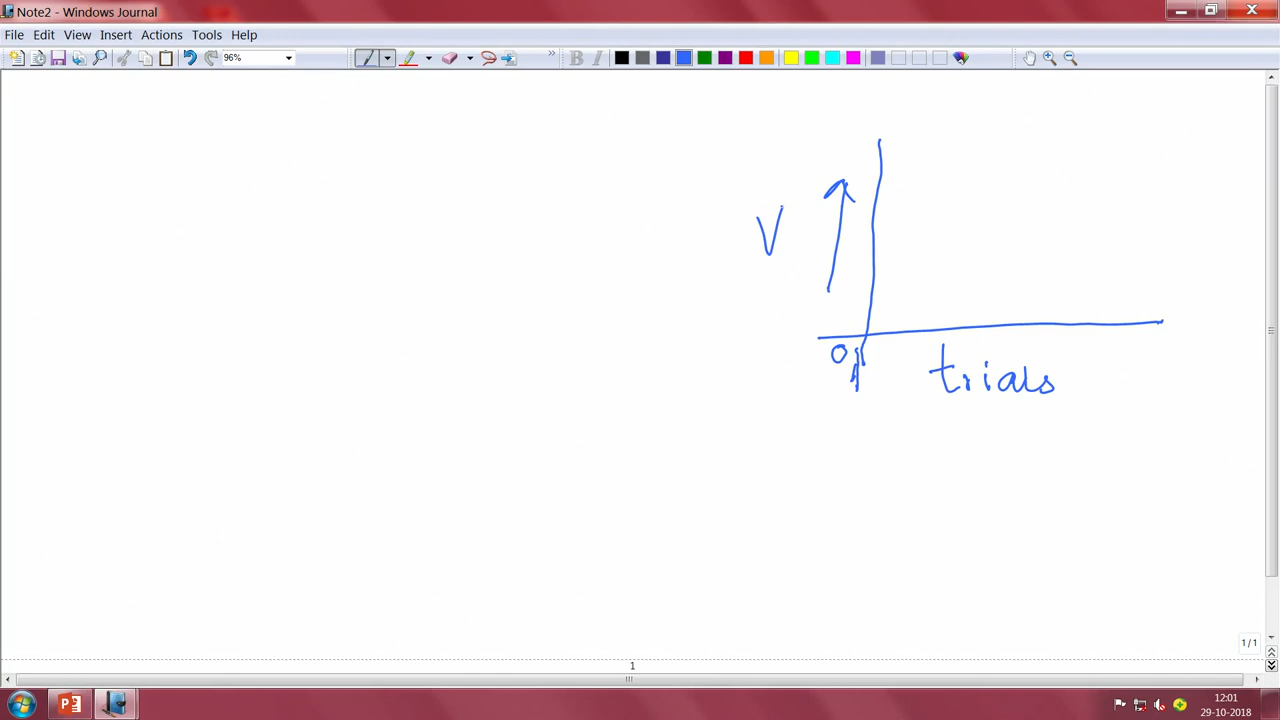 Note2 - Windows Journal
File Edit View Insert Actions Tools Help
96%
B I
V
0
trials
1 / 1
1
12:01
29-10-2018